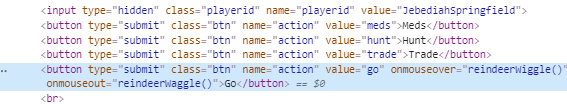 <input type="hidden" class="playerid" name="playerid" value="JebediahSpringfield">
<button type="submit" class="btn" name="action" value="meds">Meds</button>
<button type="submit" class="btn" name="action" value="hunt">Hunt</button>
<button type="submit" class="btn" name="action" value="trade">Trade</button>
<button type="submit" class="btn" name="action" value="go" onmouseover="reindeerWiggle()"
onmouseout="reindeerWaggle()">Go</button> == $0
<br>